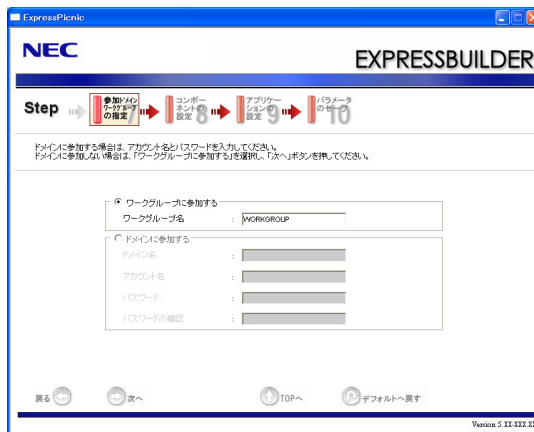 ExpressPicnic
NEC
EXPRESSBUILDER
Step
参加ドメイン
ワークグループ
の指定 7
コンポー
ネントの
設定 8
アプリケー
ションの
設定 9
パラメータ
のセーブ
10
ドメインに参加する場合は、アカウント名とパスワードを入力してください。
ドメインに参加しない場合は、「ワークグループに参加する」を選択し、「次へ」ボタンを押してください。
ワークグループに参加する
ワークグループ名 : WORKGROUP
ドメインに参加する
ドメイン名 :
アカウント名 :
パスワード :
パスワードの確認 :
戻る 次へ TOPへ デフォルトへ戻す
Version 5.XX-XXX.XX